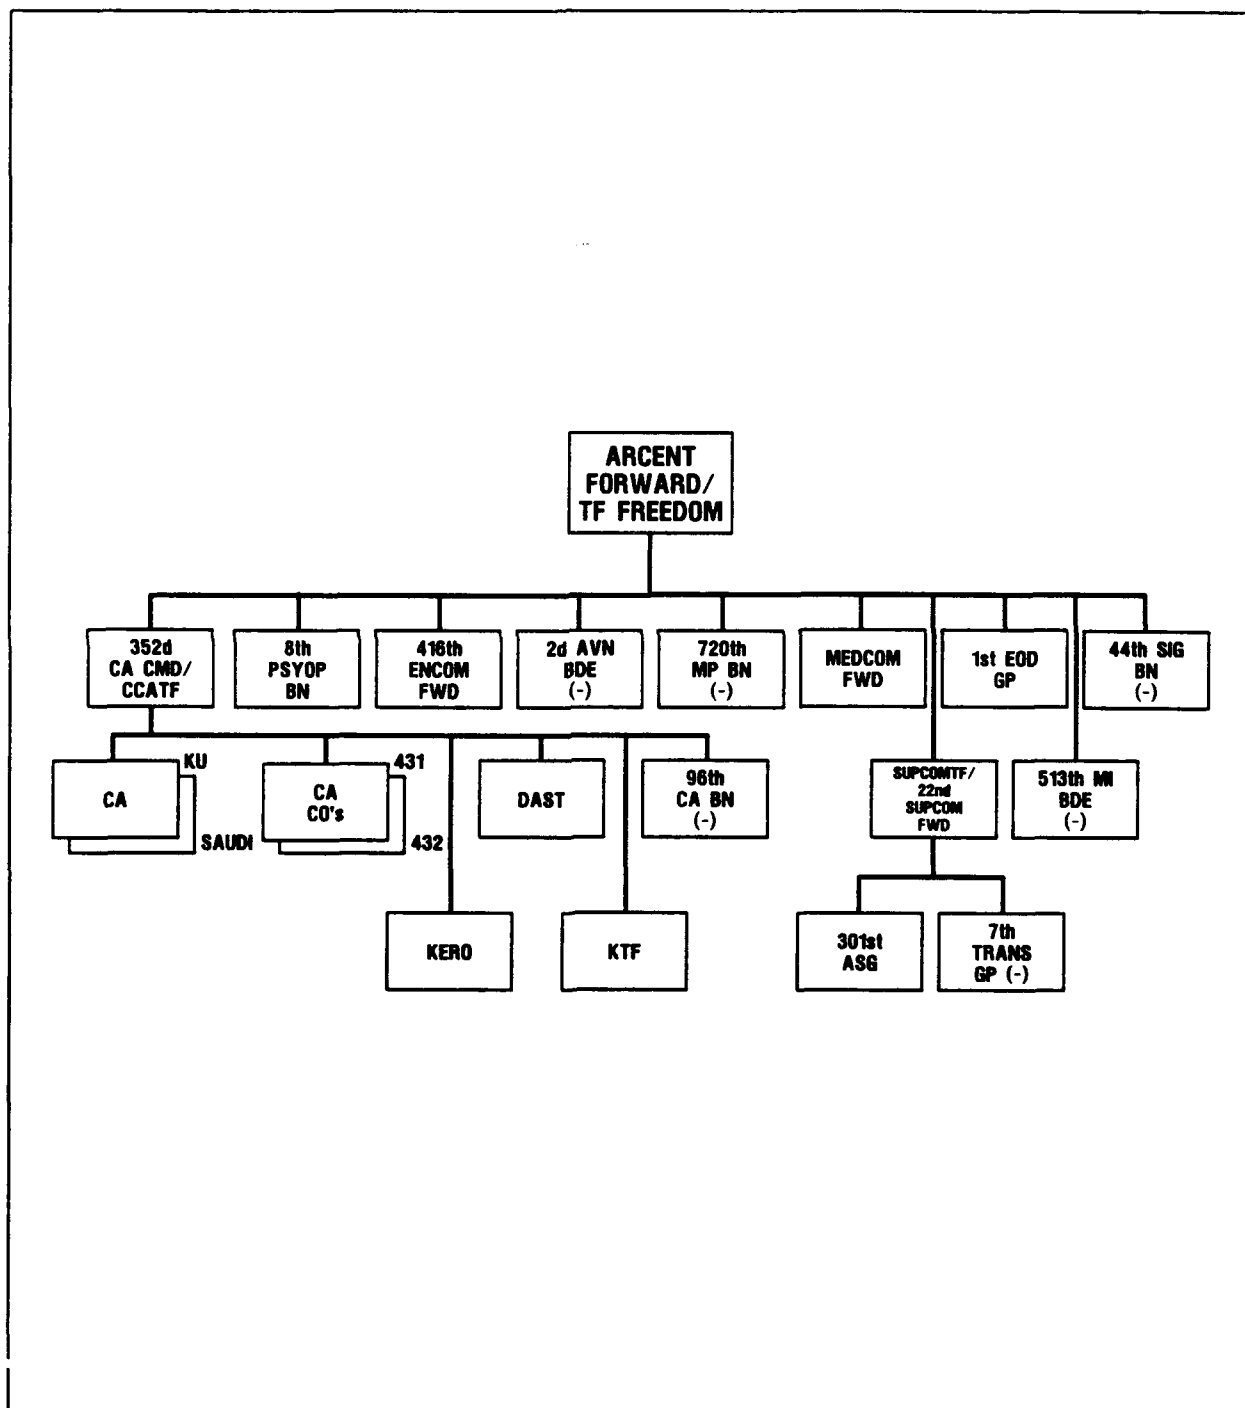 ARCENT
FORWARD/
TF FREEDOM
352d
CA CMD/
CCATF
8th
PSYOP
BN
416th
ENCOM
FWD
2d AVN
BDE
(-)
720th
MP BN
(-)
MEDCOM
FWD
1st EOD
GP
44th SIG
BN
(-)
CA
KU
SAUDI
CA
CO's
431
432
DAST
96th
CA BN
(-)
SUPCOMTF/
22nd
SUPCOM
FWD
513th MI
BDE
(-)
KERO
KTF
301st
ASG
7th
TRANS
GP (-)